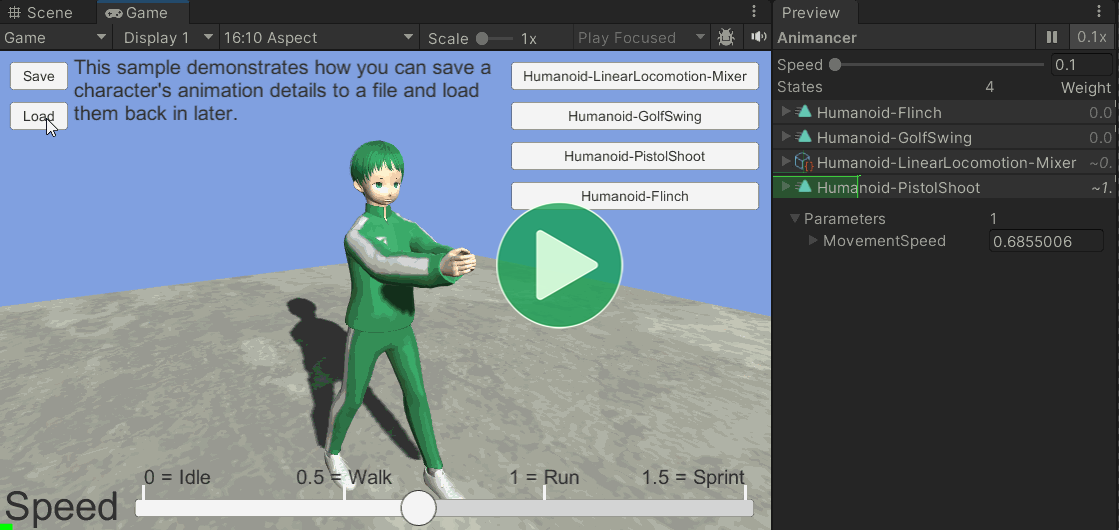 Scene
Game
Game
Display 1
16:10 Aspect
Scale
1x
Play Focused
Save
Load
This sample demonstrates how you can save a
character's animation details to a file and load
them back in later.
Humanoid-LinearLocomotion-Mixer
Humanoid-GolfSwing
Humanoid-PistolShoot
Humanoid-Flinch
0 = Idle
0.5 = Walk
1 = Run
1.5 = Sprint
Speed
Preview
Animancer
0.1x
Speed
0.1
States
4
Weight
Humanoid-Flinch
0.0
Humanoid-GolfSwing
0.0
Humanoid-LinearLocomotion-Mixer
~0.
Humanoid-PistolShoot
~1.
Parameters
1
MovementSpeed
0.6855006